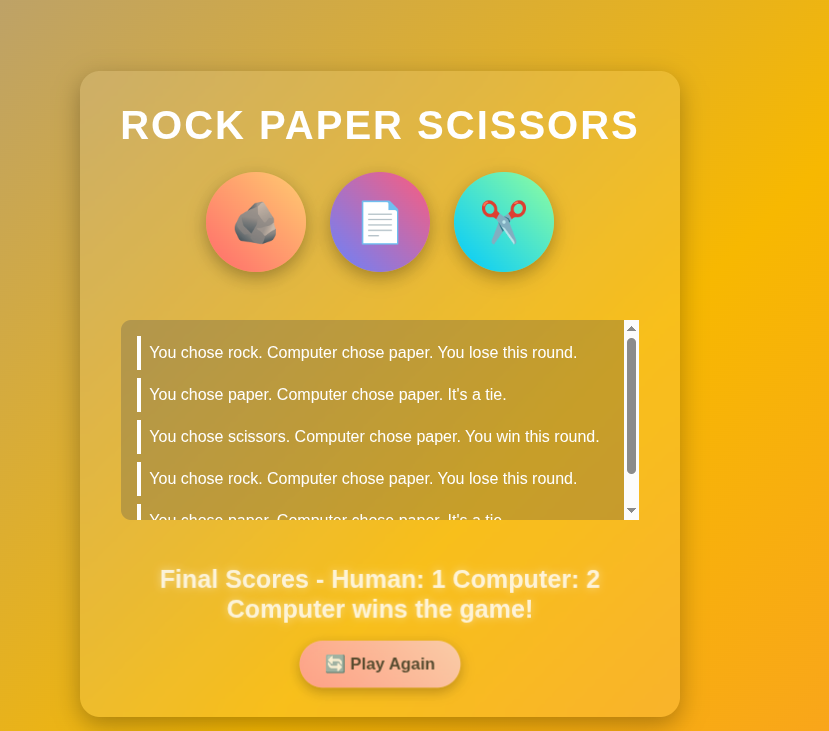 ROCK PAPER SCISSORS
You chose rock. Computer chose paper. You lose this round.
You chose paper. Computer chose paper. It's a tie.
You chose scissors. Computer chose paper. You win this round.
You chose rock. Computer chose paper. You lose this round.
You chose paper. Computer chose paper. It's a tie.
Final Scores - Human: 1 Computer: 2
Computer wins the game!
Play Again